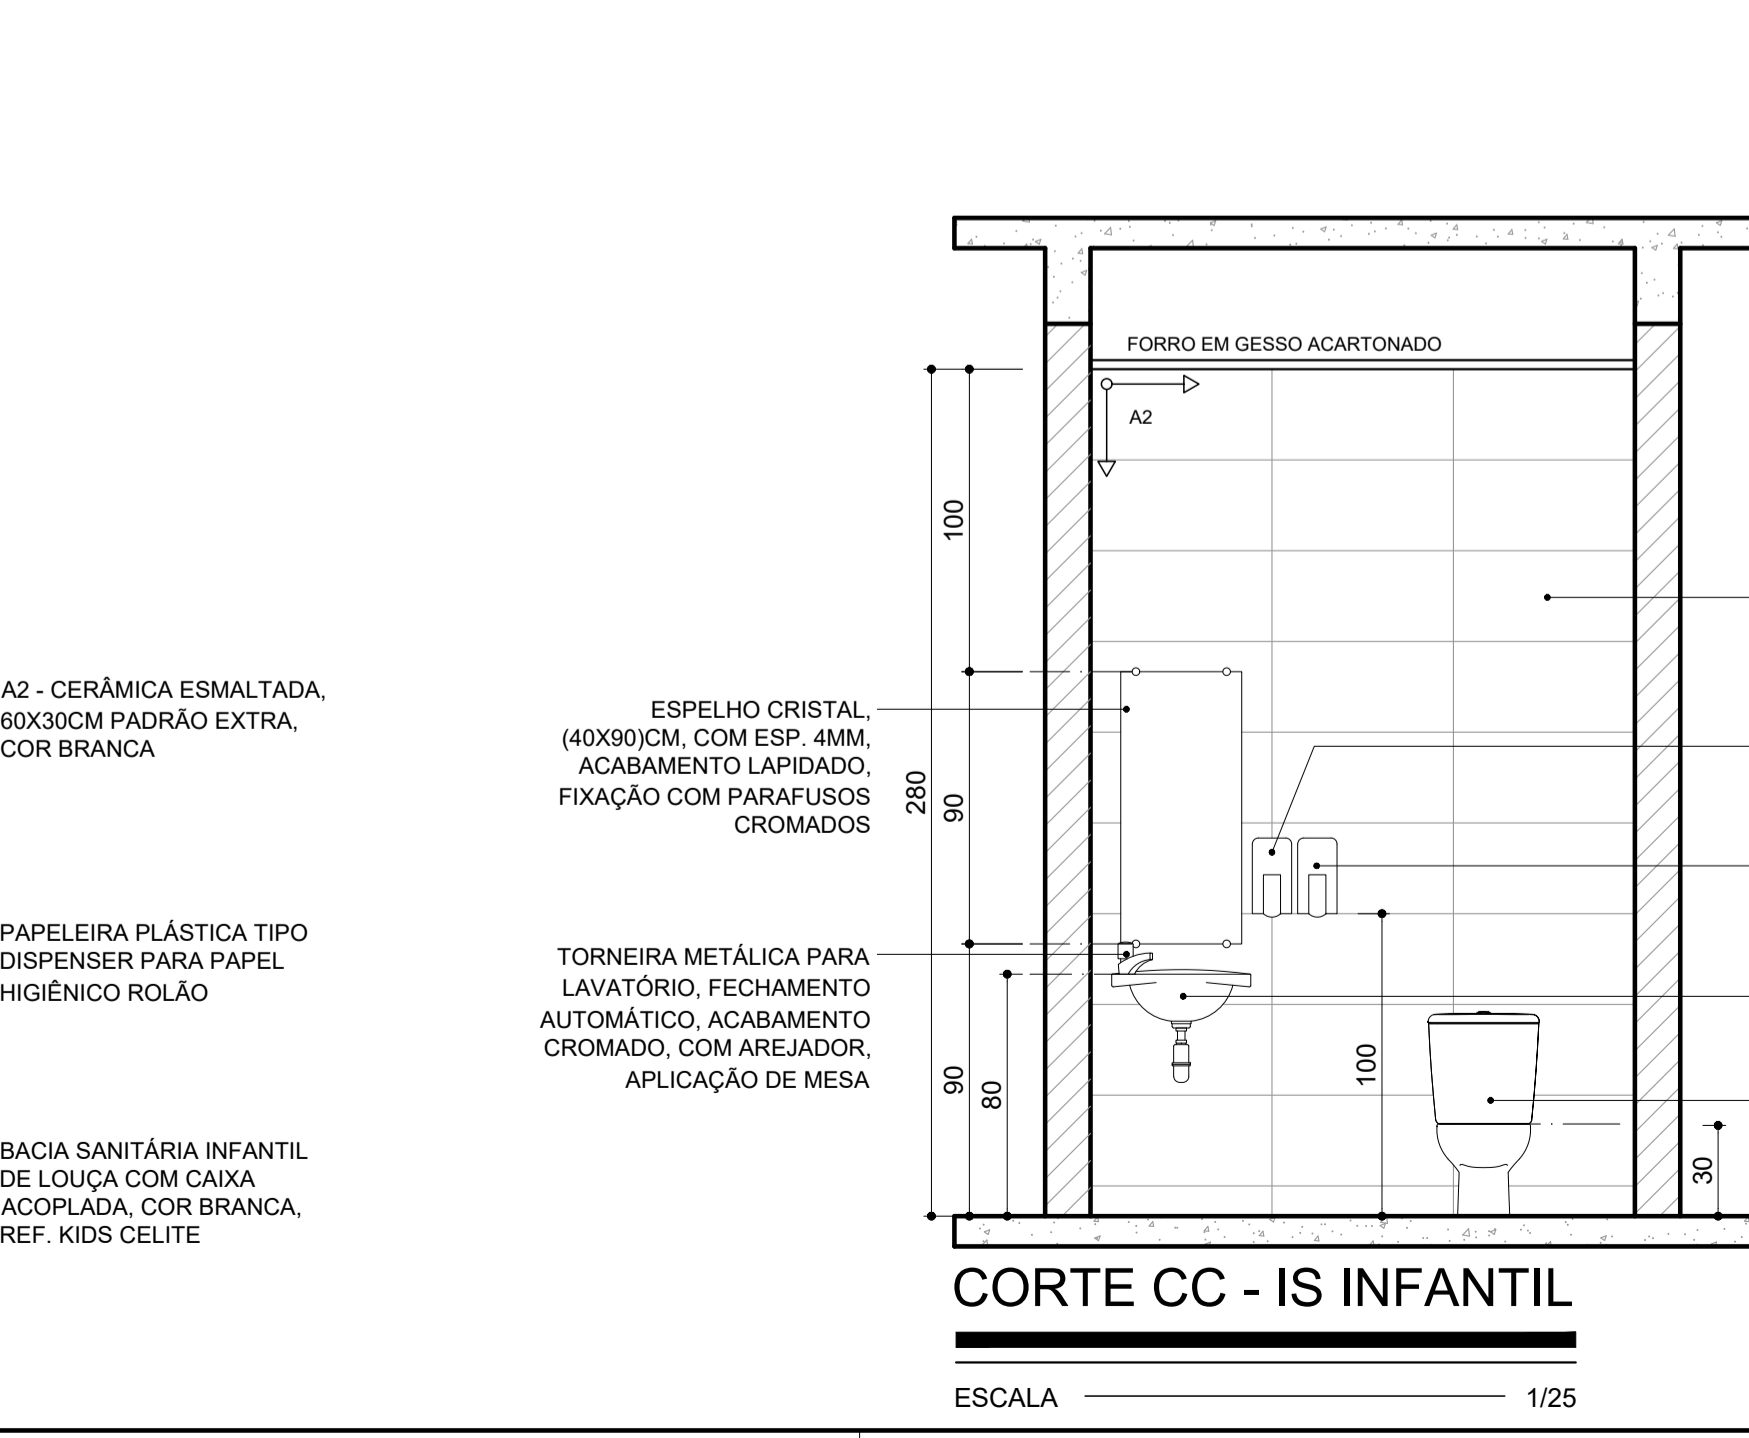 FORRO EM GESSO ACARTONADO
A2
100
280
90
90
80
100
30
A2 - CERÂMICA ESMALTADA,
60X30CM PADRÃO EXTRA,
COR BRANCA
ESPELHO CRISTAL,
(40X90)CM, COM ESP. 4MM,
ACABAMENTO LAPIDADO,
FIXAÇÃO COM PARAFUSOS
CROMADOS
PAPELEIRA PLÁSTICA TIPO
DISPENSER PARA PAPEL
HIGIÊNICO ROLÃO
TORNEIRA METÁLICA PARA
LAVATÓRIO, FECHAMENTO
AUTOMÁTICO, ACABAMENTO
CROMADO, COM AREJADOR,
APLICAÇÃO DE MESA
BACIA SANITÁRIA INFANTIL
DE LOUÇA COM CAIXA
ACOPLADA, COR BRANCA,
REF. KIDS CELITE
CORTE CC - IS INFANTIL
ESCALA 1/25